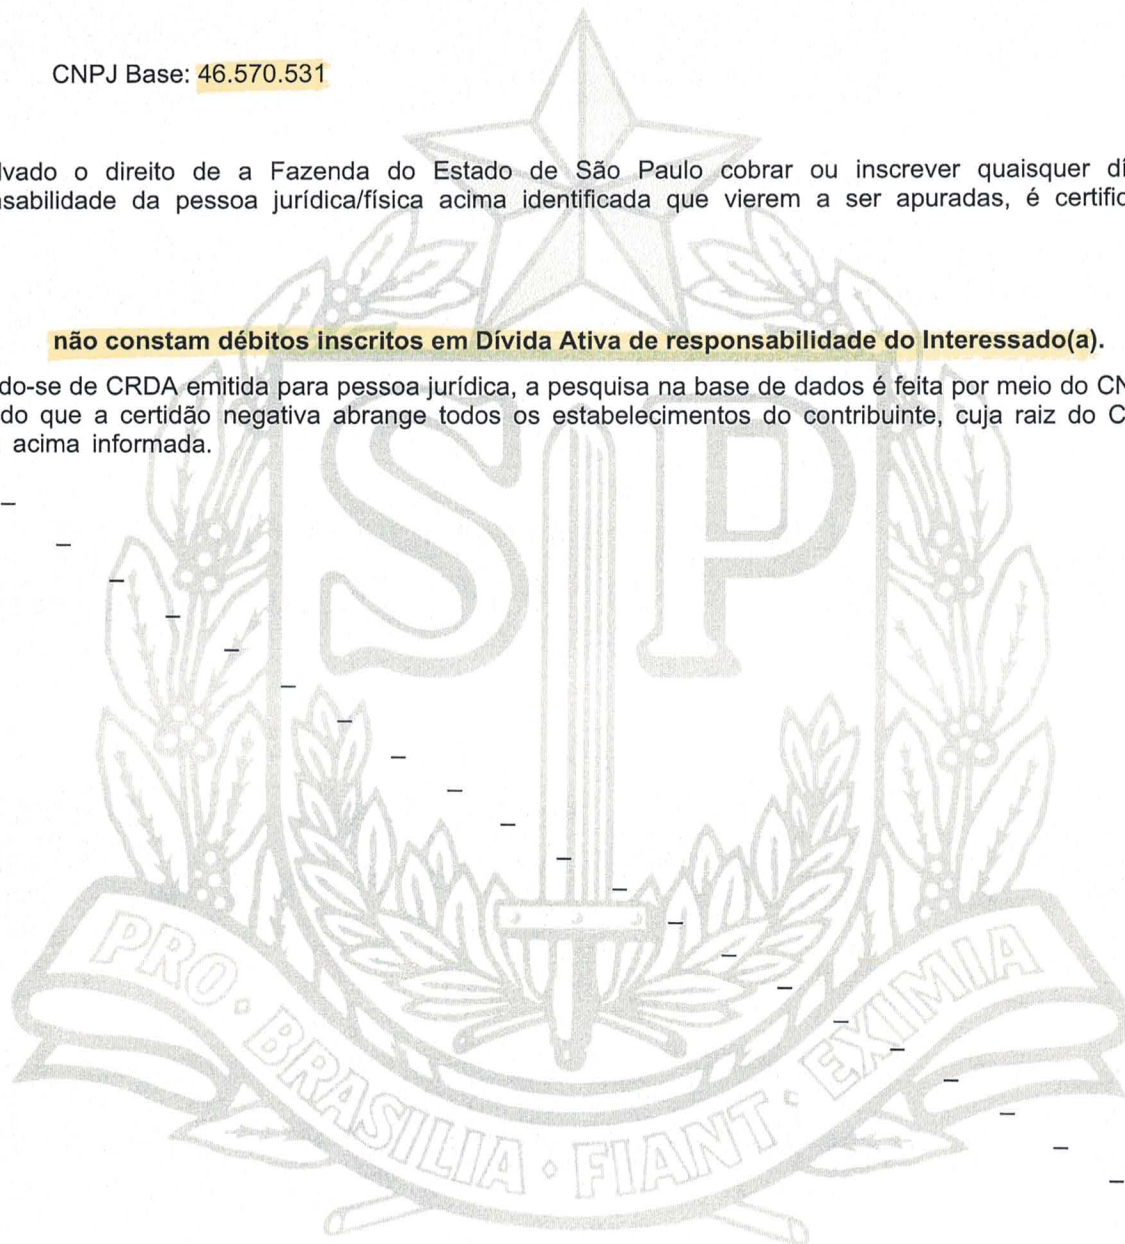 CNPJ Base: 46.570.531
lvado o direito de a Fazenda do Estado de São Paulo cobrar ou inscrever quaisquer dí
sabilidade da pessoa jurídica/física acima identificada que vierem a ser apuradas, é certific
não constam débitos inscritos em Dívida Ativa de responsabilidade do Interessado(a).
do-se de CRDA emitida para pessoa jurídica, a pesquisa na base de dados é feita por meio do CN
do que a certidão negativa abrange todos os estabelecimentos do contribuinte, cuja raiz do C
acima informada.
SP
PRO · BRASILIA · FIANT · EXIMIA